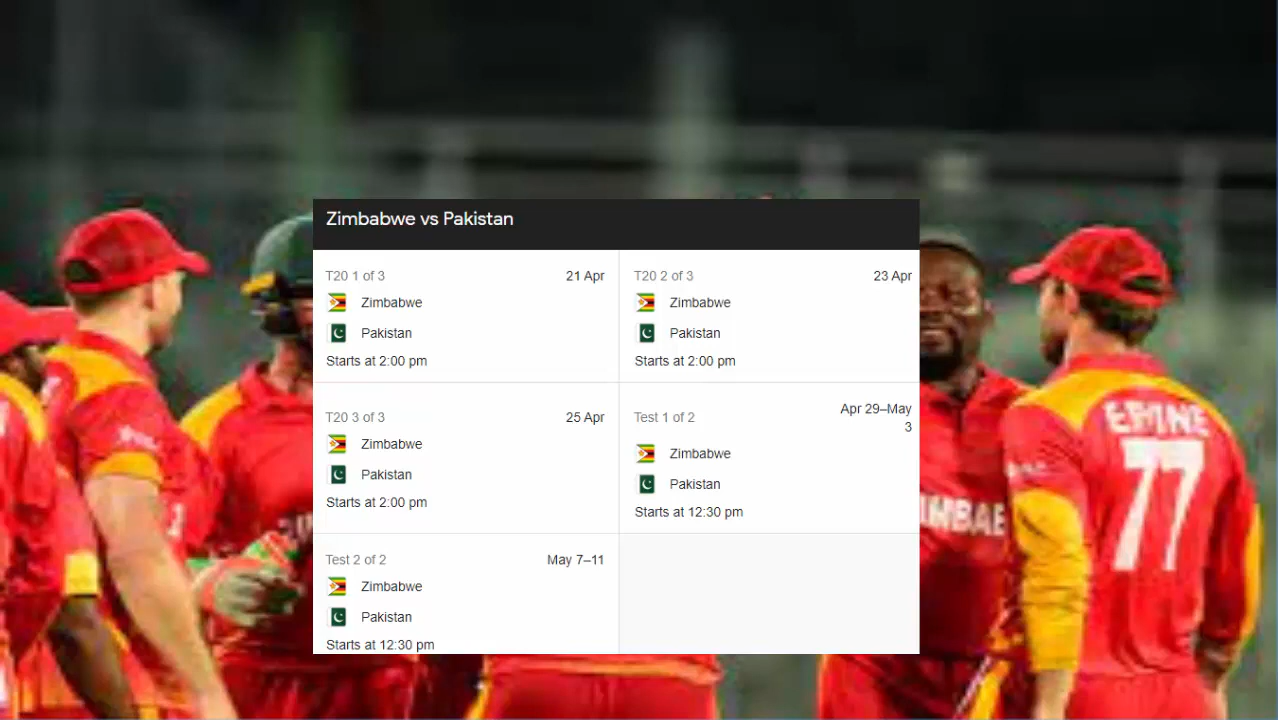 Zimbabwe vs Pakistan
T20 1 of 3 21 Apr
Zimbabwe
Pakistan
Starts at 2:00 pm
T20 2 of 3 23 Apr
Zimbabwe
Pakistan
Starts at 2:00 pm
T20 3 of 3 25 Apr
Zimbabwe
Pakistan
Starts at 2:00 pm
Test 1 of 2 Apr 29–May
3
Zimbabwe
Pakistan
Starts at 12:30 pm
Test 2 of 2 May 7–11
Zimbabwe
Pakistan
Starts at 12:30 pm
77